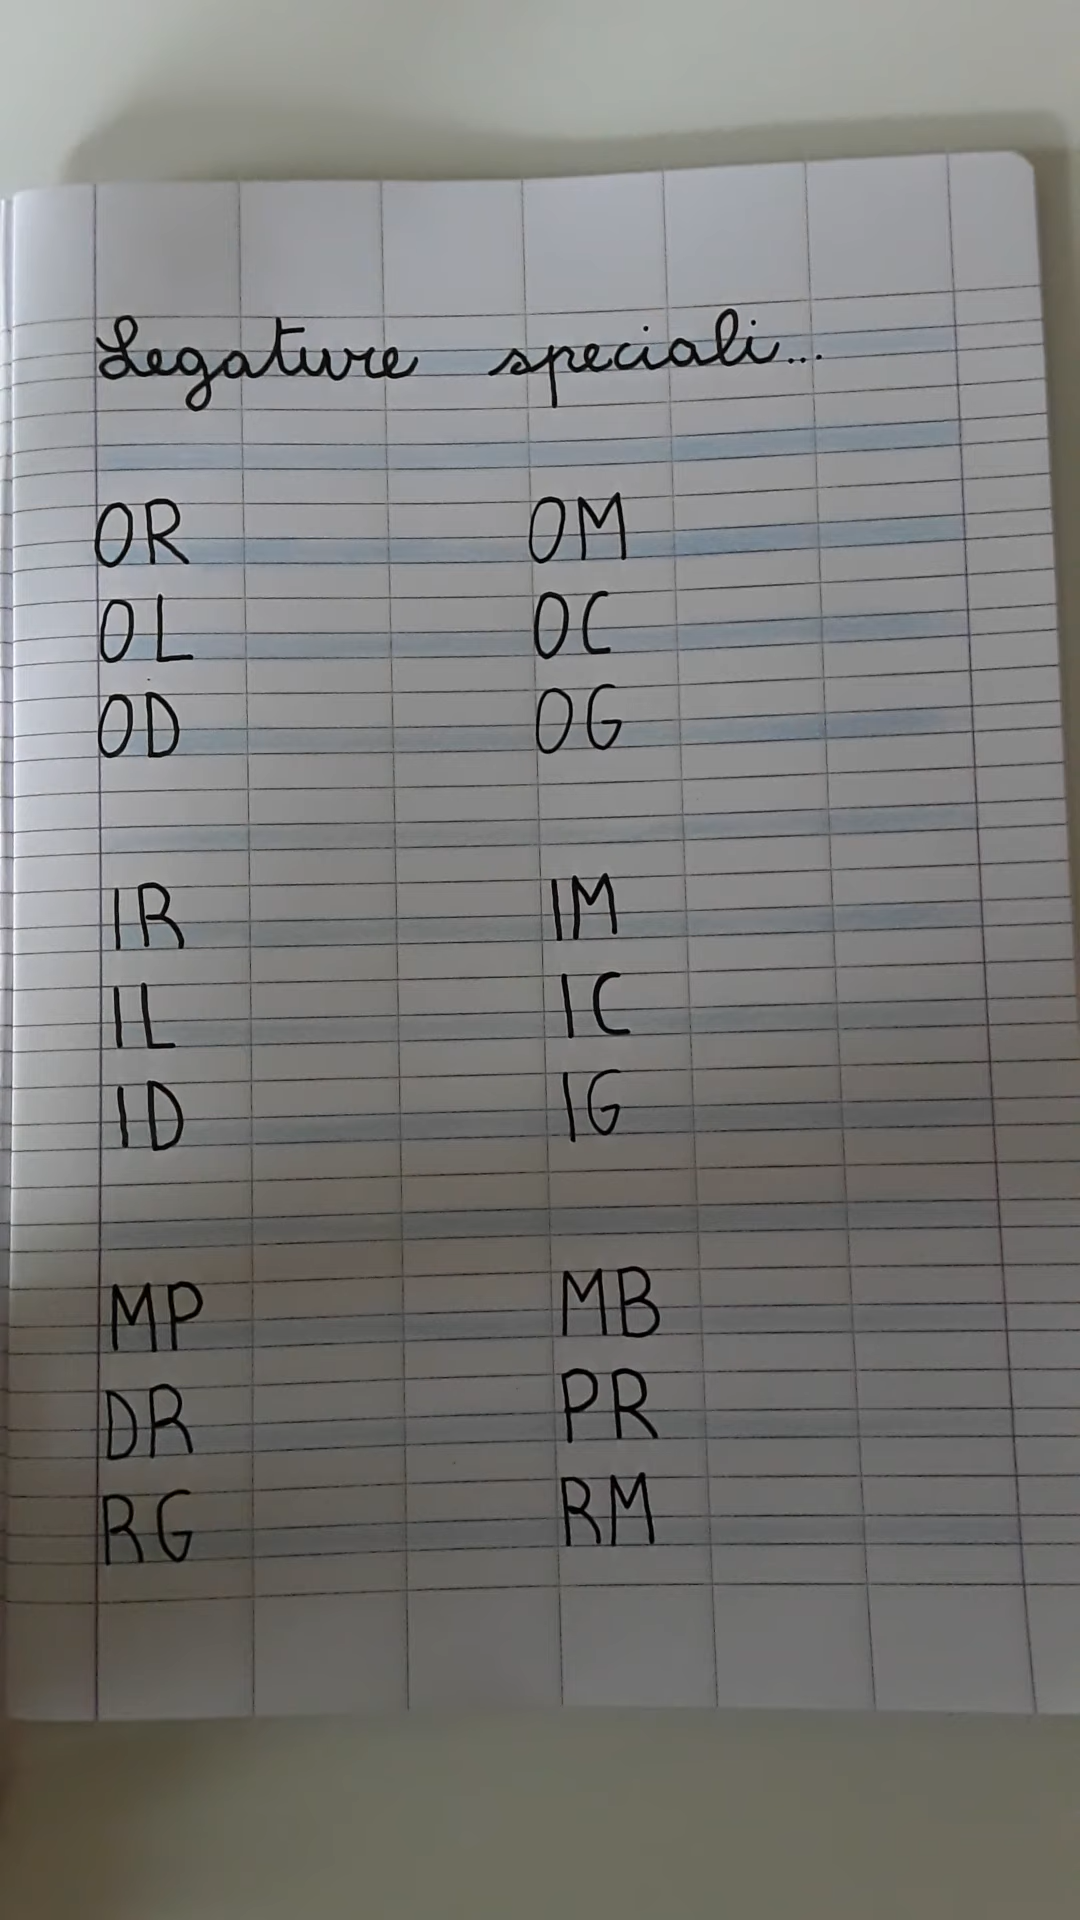 Legature speciali...
OR OM
OL OC
OD OG
IR IM
IL IC
ID IG
MP MB
DR PR
RG RM